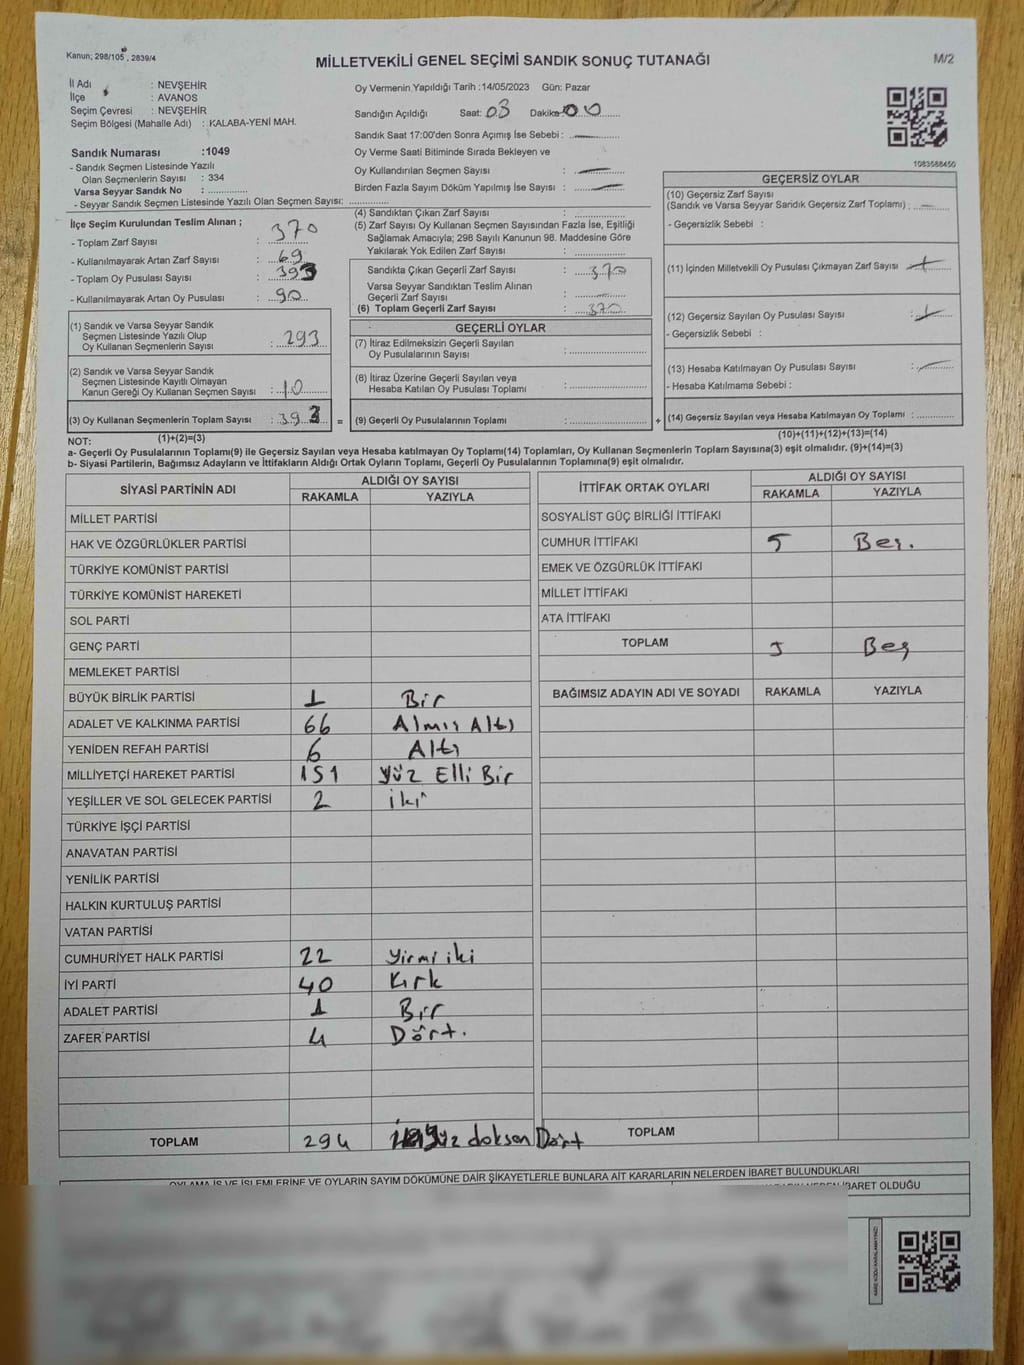 Kanun; 298/105, 2839/4
MİLLETVEKİLİ GENEL SEÇİMİ SANDIK SONUÇ TUTANAĞI
M/2
İl Adı : NEVŞEHİR
İlçe : AVANOS
Seçim Çevresi : NEVŞEHİR
Seçim Bölgesi (Mahalle Adı) : KALABA-YENİ MAH.
Sandık Numarası :1049
- Sandık Seçmen Listesinde Yazılı
Olan Seçmenlerin Sayısı : 334
Varsa Seyyar Sandık No : ..............
- Seyyar Sandık Seçmen Listesinde Yazılı Olan Seçmen Sayısı: ..............
Oy Vermenin Yapıldığı Tarih :14/05/2023 Gün: Pazar
Sandığın Açıldığı Saat: 08 Dakika 00
Sandık Saat 17:00'den Sonra Açımış İse Sebebi :
Oy Verme Saati Bitiminde Sırada Bekleyen ve
Oy Kullandırılan Seçmen Sayısı :
Birden Fazla Sayım Döküm Yapılmış İse Sayısı :
1083588450
İlçe Seçim Kurulundan Teslim Alınan ;
- Toplam Zarf Sayısı : 370
- Kullanılmayarak Artan Zarf Sayısı : 69
- Toplam Oy Pusulası Sayısı : 393
- Kullanılmayarak Artan Oy Pusulası : 90
(1) Sandık ve Varsa Seyyar Sandık
Seçmen Listesinde Yazılı Olup
Oy Kullanan Seçmenlerin Sayısı : 293
(2) Sandık ve Varsa Seyyar Sandık
Seçmen Listesinde Kayıtlı Olmayan
Kanun Gereği Oy Kullanan Seçmen Sayısı : 10
(3) Oy Kullanan Seçmenlerin Toplam Sayısı : 393 =
(4) Sandıktan Çıkan Zarf Sayısı :
(5) Zarf Sayısı Oy Kullanan Seçmen Sayısından Fazla İse, Eşitliği
Sağlamak Amacıyla; 298 Sayılı Kanunun 98. Maddesine Göre
Yakılarak Yok Edilen Zarf Sayısı :
Sandıkta Çıkan Geçerli Zarf Sayısı : 370
Varsa Seyyar Sandıktan Teslim Alınan
Geçerli Zarf Sayısı :
(6) Toplam Geçerli Zarf Sayısı : 370
GEÇERLİ OYLAR
(7) İtiraz Edilmeksizin Geçerli Sayılan
Oy Pusulalarının Sayısı :
(8) İtiraz Üzerine Geçerli Sayılan veya
Hesaba Katılan Oy Pusulası Toplamı :
(9) Geçerli Oy Pusulalarının Toplamı : +
GEÇERSİZ OYLAR
(10) Geçersiz Zarf Sayısı
(Sandık ve Varsa Seyyar Sandık Geçersiz Zarf Toplamı) :
- Geçersizlik Sebebi :
(11) İçinden Milletvekili Oy Pusulası Çıkmayan Zarf Sayısı :
(12) Geçersiz Sayılan Oy Pusulası Sayısı :
- Geçersizlik Sebebi :
(13) Hesaba Katılmayan Oy Pusulası Sayısı :
- Hesaba Katılmama Sebebi :
(14) Geçersiz Sayılan veya Hesaba Katılmayan Oy Toplamı :
NOT: (1)+(2)=(3)
(10)+(11)+(12)+(13)=(14)
a- Geçerli Oy Pusulalarının Toplamı(9) ile Geçersiz Sayılan veya Hesaba katılmayan Oy Toplamı(14) Toplamları, Oy Kullanan Seçmenlerin Toplam Sayısına(3) eşit olmalıdır. (9)+(14)=(3)
b- Siyasi Partilerin, Bağımsız Adayların ve İttifakların Aldığı Ortak Oyların Toplamı, Geçerli Oy Pusulalarının Toplamına(9) eşit olmalıdır.
SİYASİ PARTİNİN ADI
ALDIĞI OY SAYISI
RAKAMLA YAZIYLA
MİLLET PARTİSİ
HAK VE ÖZGÜRLÜKLER PARTİSİ
TÜRKİYE KOMÜNİST PARTİSİ
TÜRKİYE KOMÜNİST HAREKETİ
SOL PARTİ
GENÇ PARTİ
MEMLEKET PARTİSİ
BÜYÜK BİRLİK PARTİSİ 1 Bir
ADALET VE KALKINMA PARTİSİ 66 Almış Altı
YENİDEN REFAH PARTİSİ 6 Altı
MİLLİYETÇİ HAREKET PARTİSİ 151 Yüz Elli Bir
YEŞİLLER VE SOL GELECEK PARTİSİ 2 iki
TÜRKİYE İŞÇİ PARTİSİ
ANAVATAN PARTİSİ
YENİLİK PARTİSİ
HALKIN KURTULUŞ PARTİSİ
VATAN PARTİSİ
CUMHURİYET HALK PARTİSİ 22 Yirmi iki
İYİ PARTİ 40 Kırk
ADALET PARTİSİ 1 Bir
ZAFER PARTİSİ 4 Dört.
TOPLAM 294 İkiyüz doksan Dört
İTTİFAK ORTAK OYLARI
ALDIĞI OY SAYISI
RAKAMLA YAZIYLA
SOSYALİST GÜÇ BİRLİĞİ İTTİFAKI
CUMHUR İTTİFAKI 5 Beş.
EMEK VE ÖZGÜRLÜK İTTİFAKI
MİLLET İTTİFAKI
ATA İTTİFAKI
TOPLAM 5 Beş
BAĞIMSIZ ADAYIN ADI VE SOYADI RAKAMLA YAZIYLA
TOPLAM
OYLAMA İŞ VE İŞLEMLERİNE VE OYLARIN SAYIM DÖKÜMÜNE DAİR ŞİKAYETLERLE BUNLARA AİT KARARLARIN NELERDEN İBARET BULUNDUKLARI
İBARET OLDUĞU